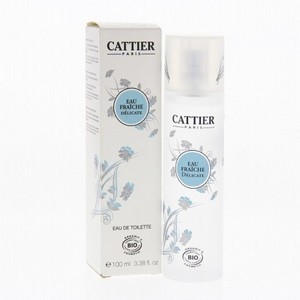 CATTIER
PARIS
EAU
FRAÎCHE
DÉLICATE
EAU DE TOILETTE
BIO
e 100 mL 3.38 fl. oz
CATTIER
PARIS
EAU
FRAÎCHE
DÉLICATE
BIO